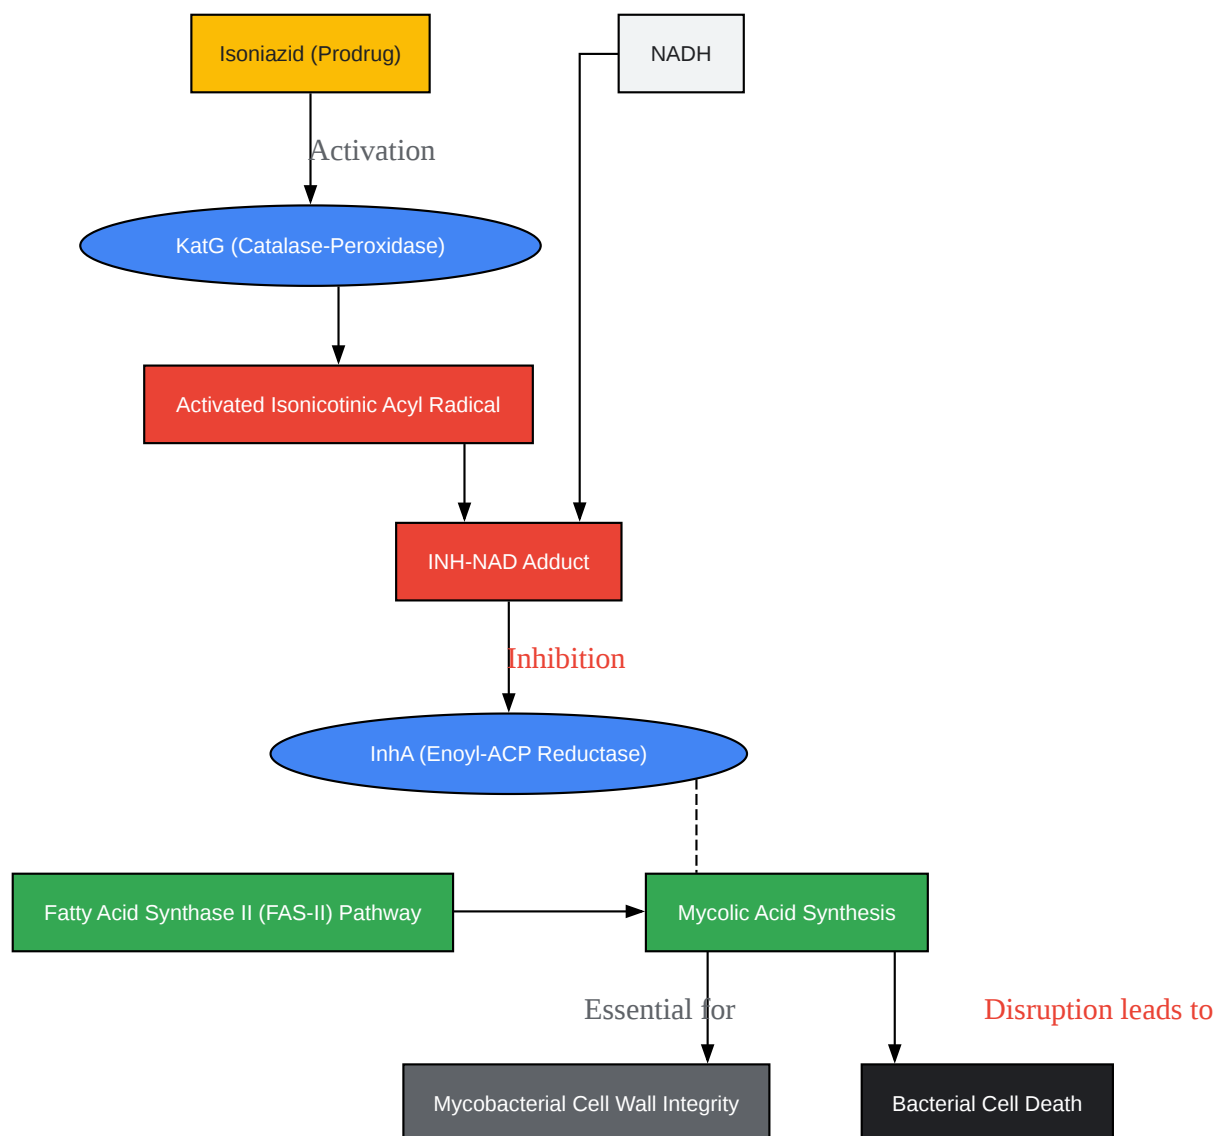 Isoniazid (Prodrug)
NADH
Activation
KatG (Catalase-Peroxidase)
Activated Isonicotinic Acyl Radical
INH-NAD Adduct
Inhibition
InhA (Enoyl-ACP Reductase)
Fatty Acid Synthase II (FAS-II) Pathway
Mycolic Acid Synthesis
Essential for
Disruption leads to
Mycobacterial Cell Wall Integrity
Bacterial Cell Death